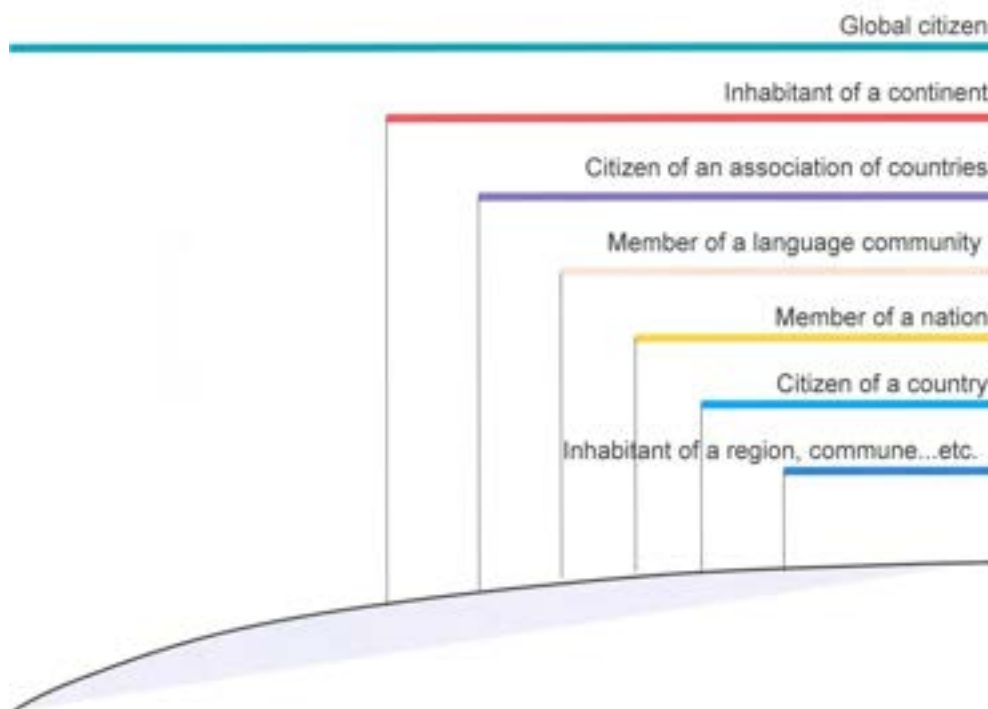 Global citizen
Inhabitant of a continent
Citizen of an association of countries
Member of a language community
Member of a nation
Citizen of a country
Inhabitant of a region, commune...etc.